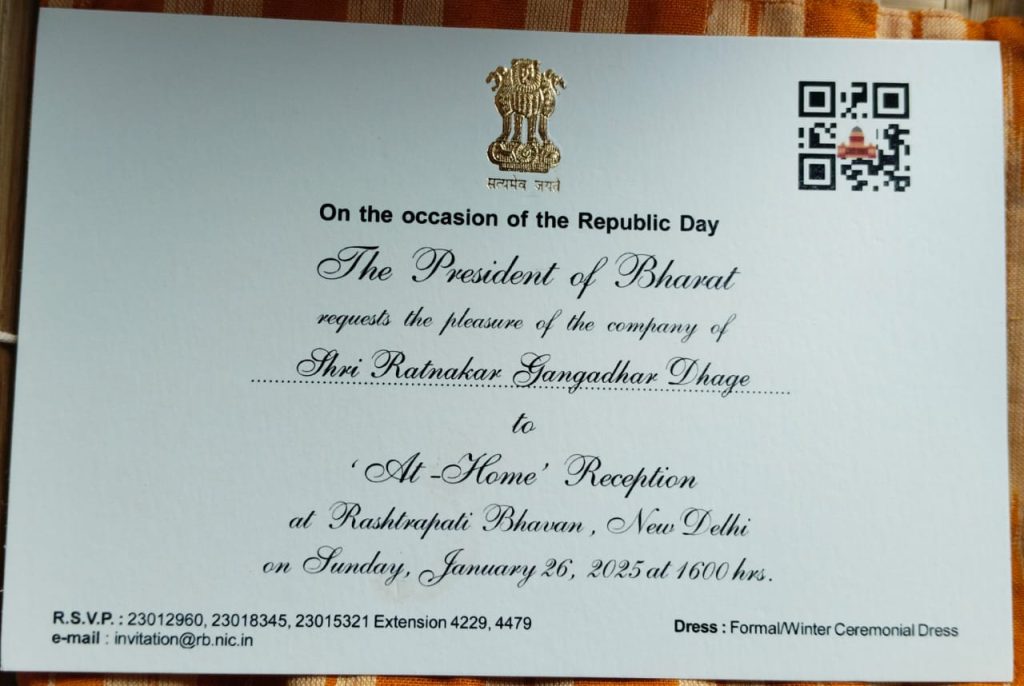 सत्यमेव जयते
On the occasion of the Republic Day
The President of Bharat
requests the pleasure of the company of
Shri Ratnakar Gangadhar Dhage
to
'At-Home' Reception
at Rashtrapati Bhavan, New Delhi
on Sunday, January 26, 2025 at 1600 hrs.
R.S.V.P. : 23012960, 23018345, 23015321 Extension 4229, 4479
e-mail : invitation@rb.nic.in
Dress : Formal/Winter Ceremonial Dress